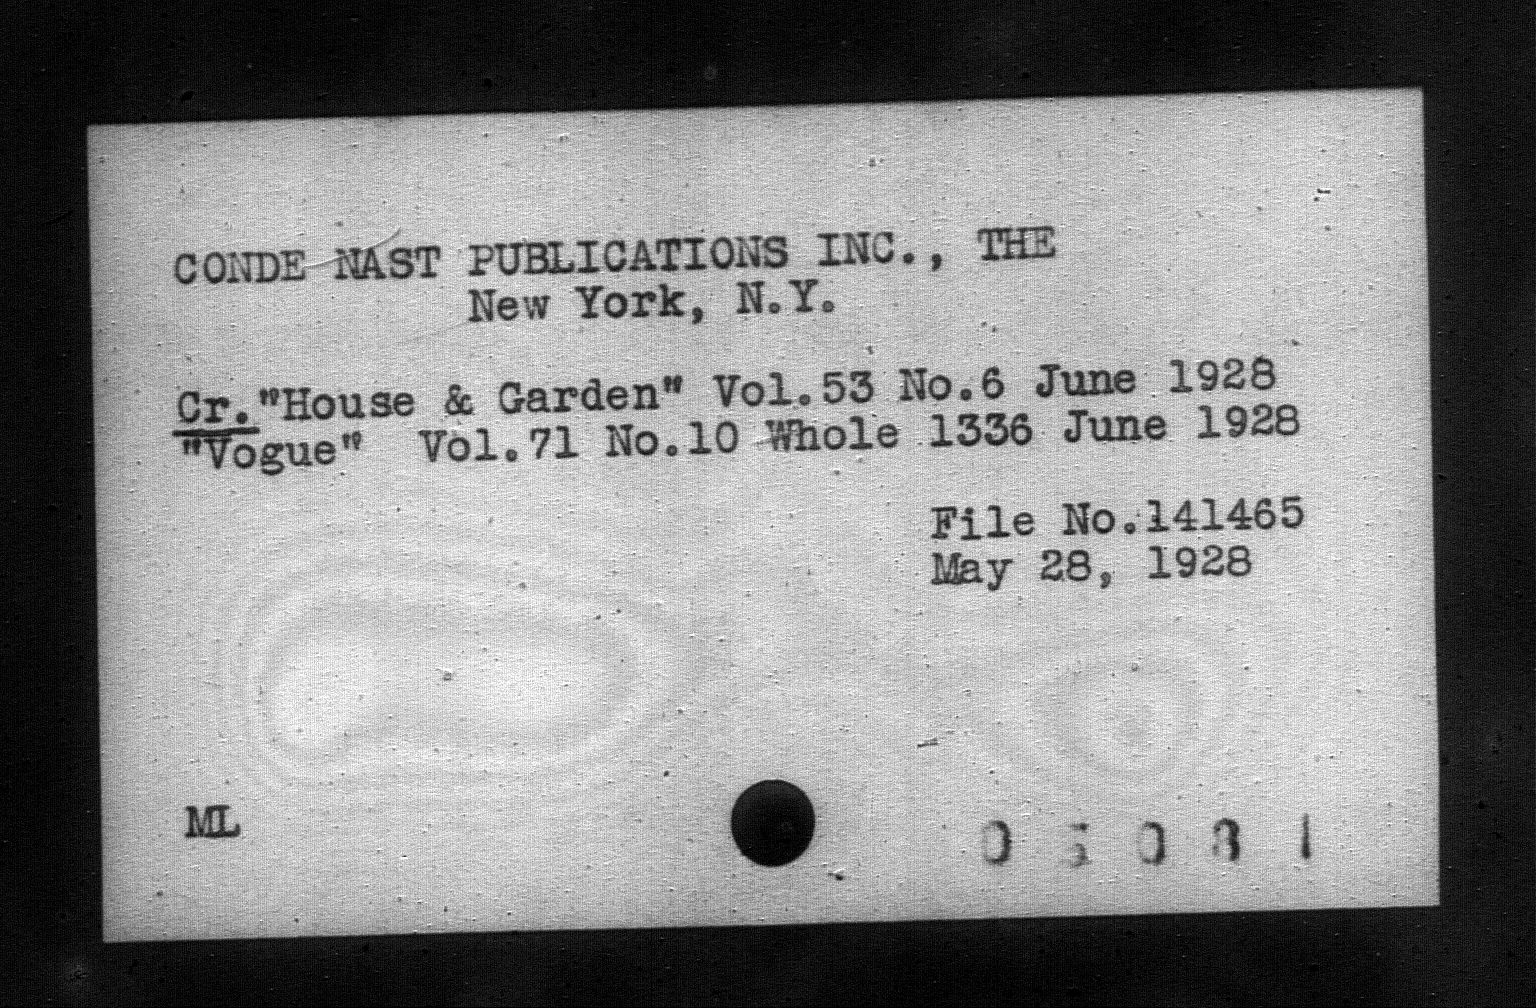 CONDE NAST PUBLICATIONS INC., THE
New York, N.Y.
Cr."House & Garden" Vol.53 No.6 June 1928
"Vogue" Vol.71 No.10 Whole 1336 June 1928
File No.141465
May 28, 1928
ML